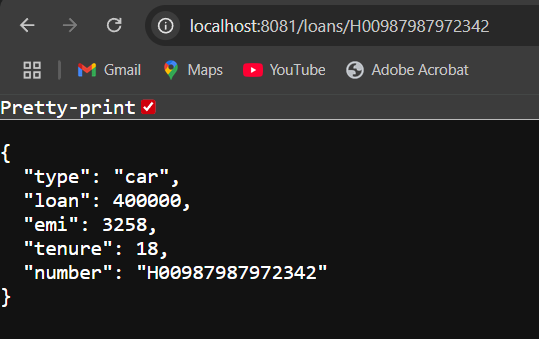 localhost:8081/loans/H00987987972342
Gmail Maps YouTube Adobe Acrobat
Pretty-print
{
"type": "car",
"loan": 400000,
"emi": 3258,
"tenure": 18,
"number": "H00987987972342"
}